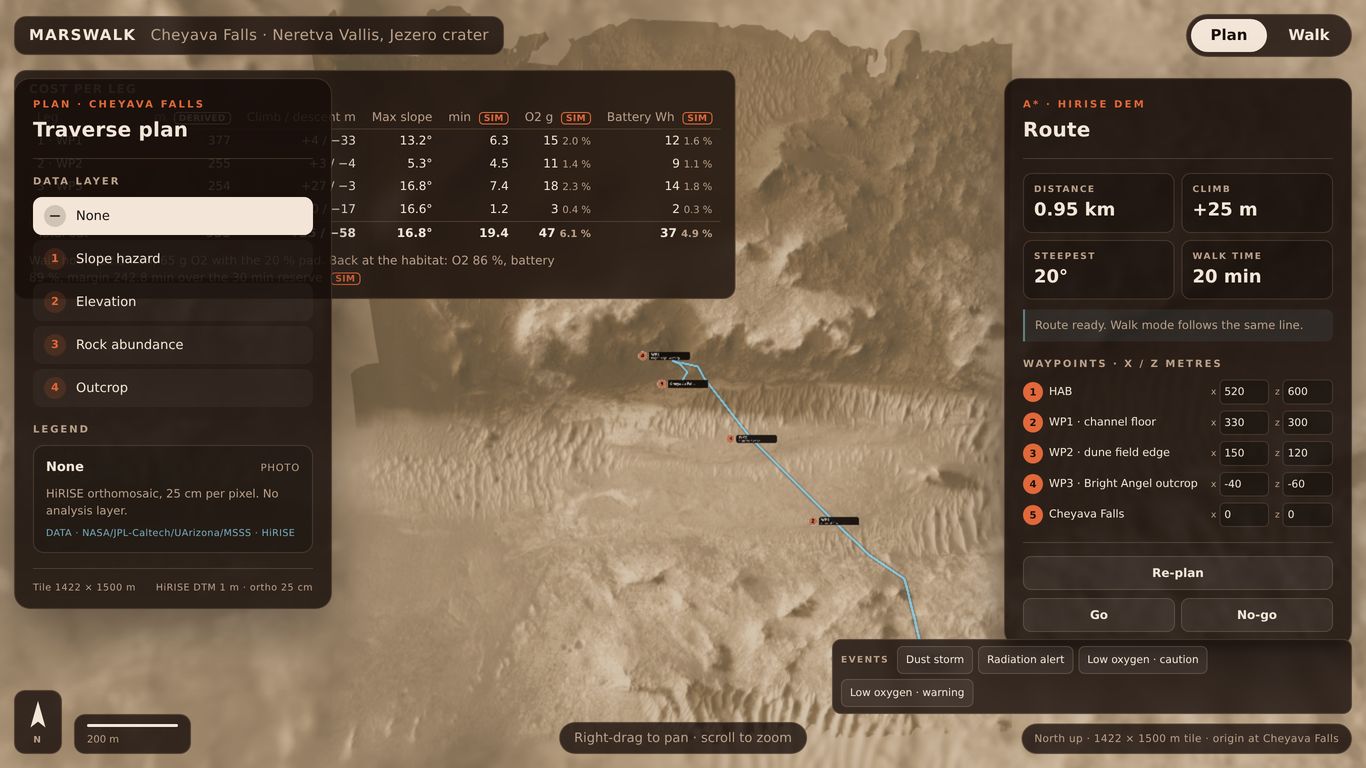 MARSWALK Cheyava Falls · Neretva Vallis, Jezero crater
Plan Walk
COST PER LEG
DERIVED Climb / descent m Max slope min SIM O2 g SIM Battery Wh SIM
1 · WP1 377 +4 / −33 13.2° 6.3 15 2.0 % 12 1.6 %
2 · WP2 255 +3 / −4 5.3° 4.5 11 1.4 % 9 1.1 %
254 +27 / −3 16.8° 7.4 18 2.3 % 14 1.8 %
/ −17 16.6° 1.2 3 0.4 % 2 0.3 %
/ −58 16.8° 19.4 47 6.1 % 37 4.9 %
g O2 with the 20 % pad. Back at the habitat: O2 86 %, battery
89 %, margin 242.8 min over the 30 min reserve SIM
PLAN · CHEYAVA FALLS
Traverse plan
DATA LAYER
— None
1 Slope hazard
2 Elevation
3 Rock abundance
4 Outcrop
LEGEND
None PHOTO
HiRISE orthomosaic, 25 cm per pixel. No
analysis layer.
DATA · NASA/JPL-Caltech/UArizona/MSSS · HiRISE
Tile 1422 × 1500 m HiRISE DTM 1 m · ortho 25 cm
A* · HIRISE DEM
Route
DISTANCE
0.95 km
CLIMB
+25 m
STEEPEST
20°
WALK TIME
20 min
Route ready. Walk mode follows the same line.
WAYPOINTS · X / Z METRES
1 HAB x 520 z 600
2 WP1 · channel floor x 330 z 300
3 WP2 · dune field edge x 150 z 120
4 WP3 · Bright Angel outcrop x -40 z -60
5 Cheyava Falls x 0 z 0
Re-plan
Go No-go
EVENTS Dust storm Radiation alert Low oxygen · caution
Low oxygen · warning
N
200 m
Right-drag to pan · scroll to zoom
North up · 1422 × 1500 m tile · origin at Cheyava Falls